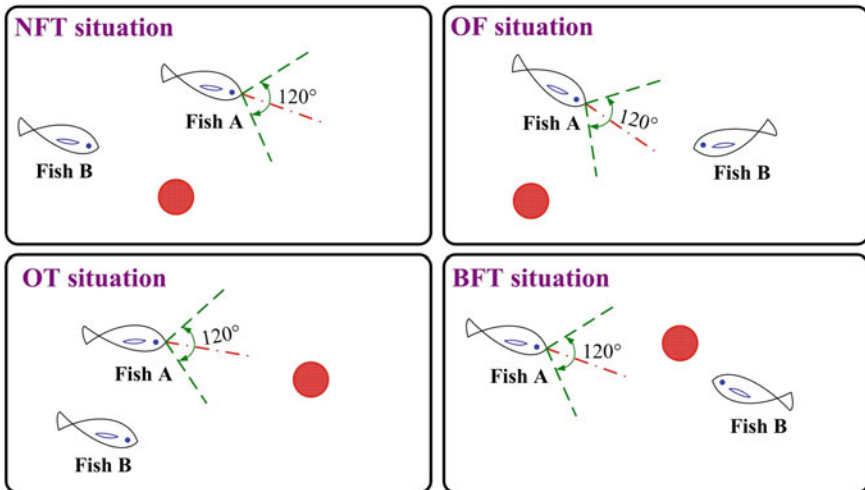 NFT situation
120°
Fish A
Fish B
OF situation
120°
Fish A
Fish B
OT situation
120°
Fish A
Fish B
BFT situation
120°
Fish A
Fish B